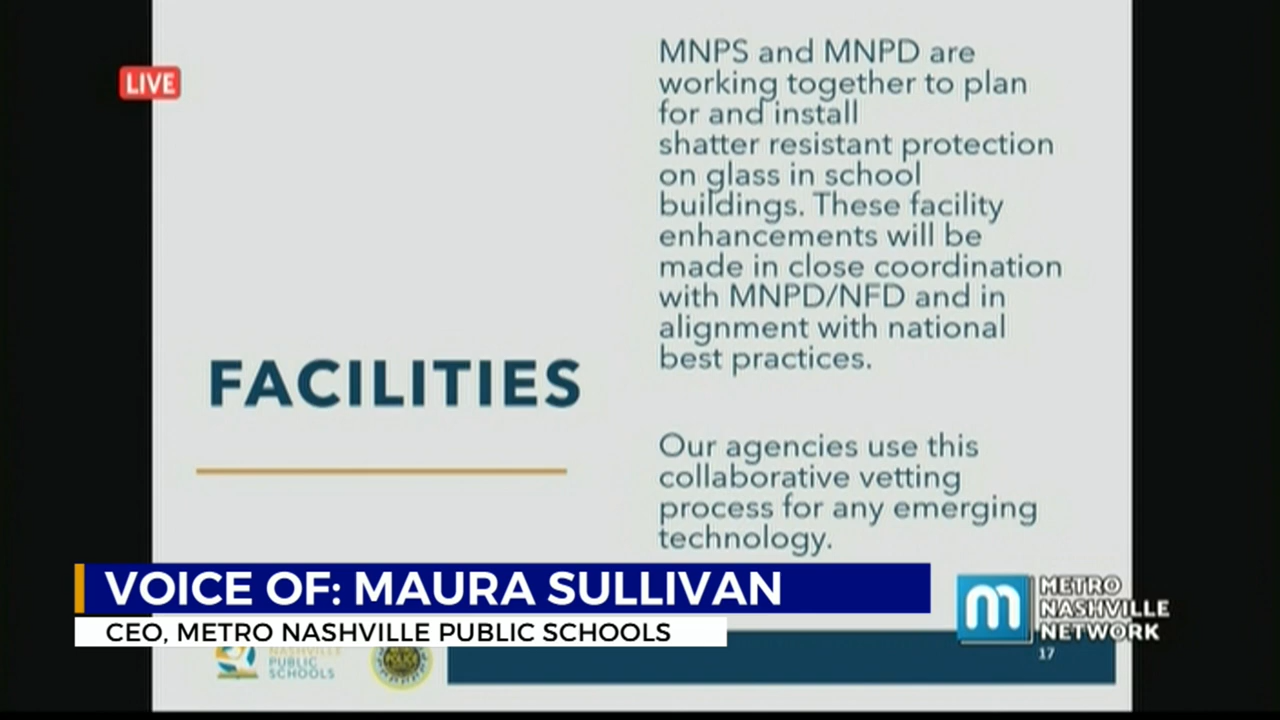 LIVE
MNPS and MNPD are
working together to plan
for and install
shatter resistant protection
on glass in school
buildings. These facility
enhancements will be
made in close coordination
with MNPD/NFD and in
alignment with national
best practices.
FACILITIES
Our agencies use this
collaborative vetting
process for any emerging
technology.
VOICE OF: MAURA SULLIVAN
CEO, METRO NASHVILLE PUBLIC SCHOOLS
m METRO
NASHVILLE
NETWORK
NASHVILLE
PUBLIC
SCHOOLS
POLICE
17